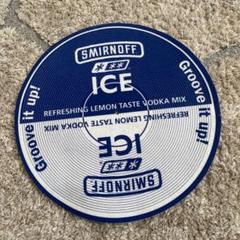 SMIRNOFF
ICE
REFRESHING LEMON TASTE VODKA MIX
Groove it up!
Groove it up!
REFRESHING LEMON TASTE VODKA MIX
ICE
SMIRNOFF